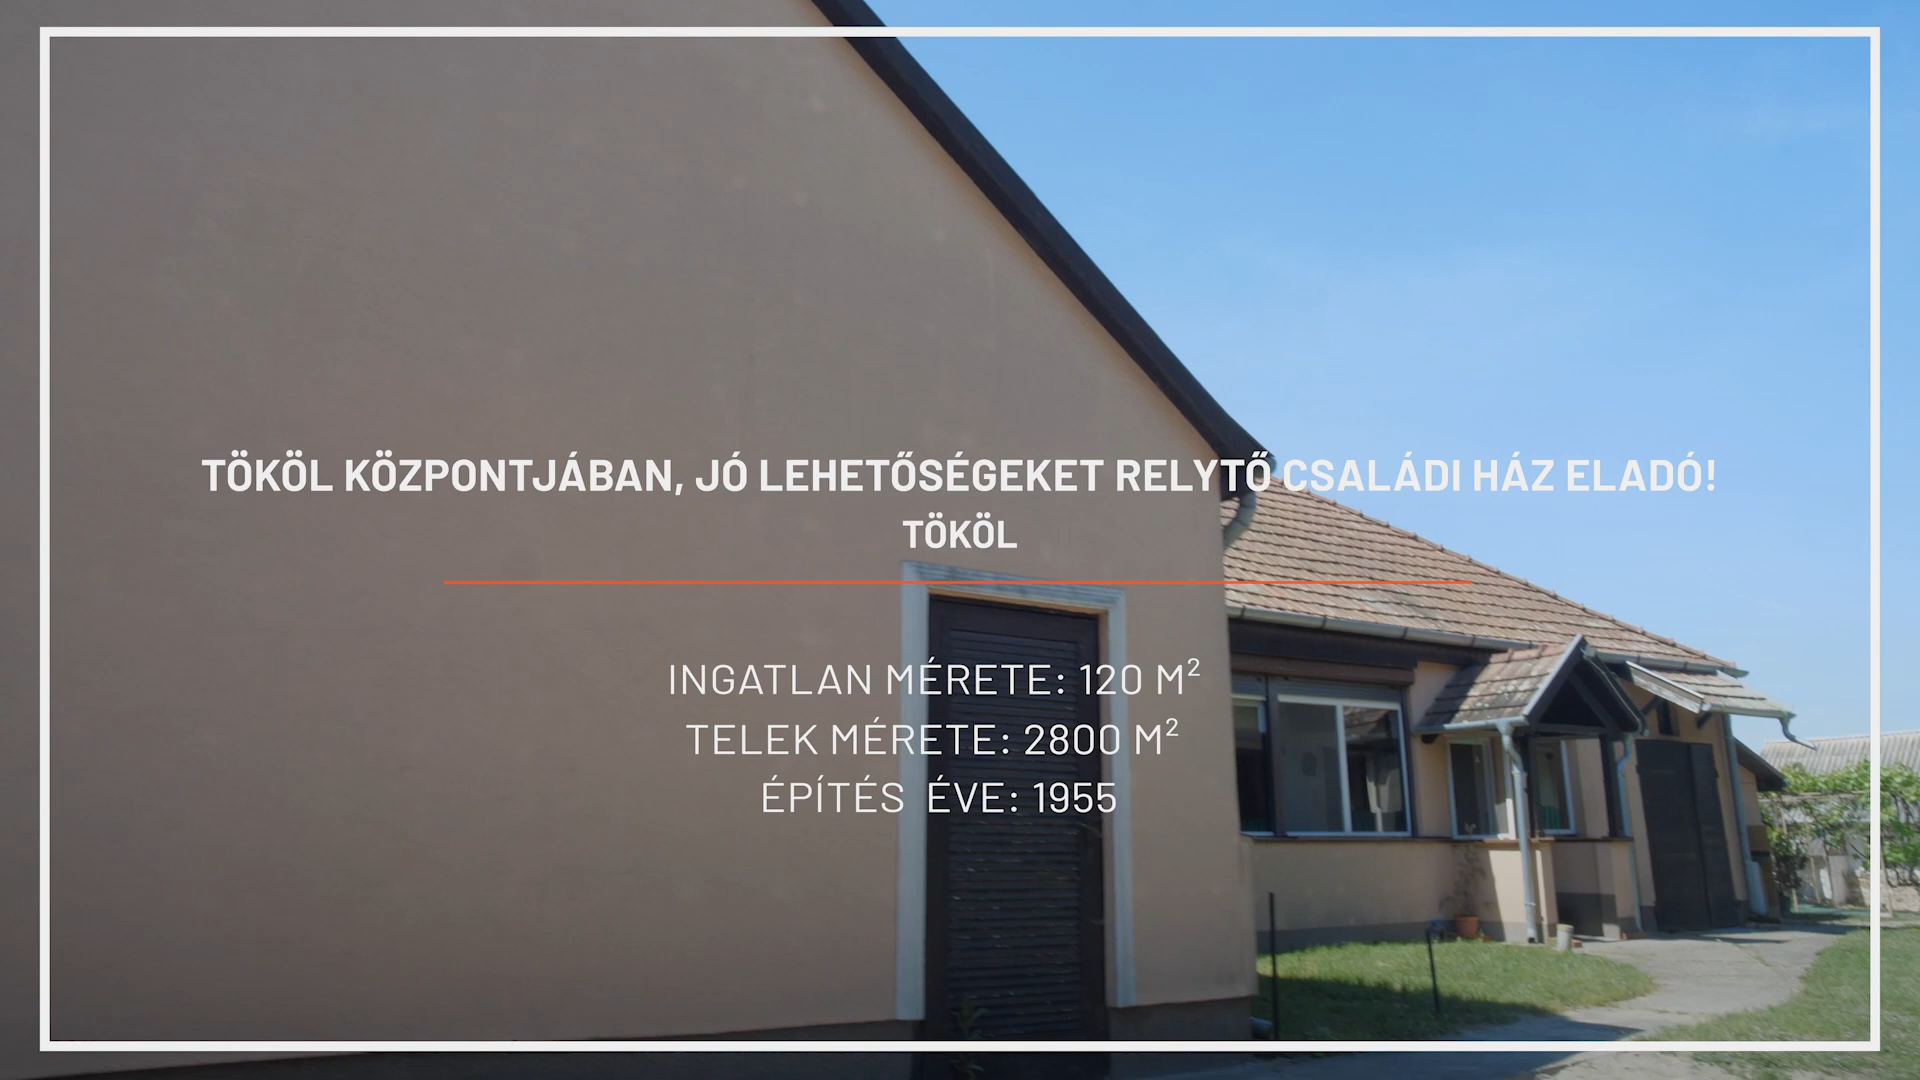 TÖKÖL KÖZPONTJÁBAN, JÓ LEHETŐSÉGEKET RELYTŐ CSALÁDI HÁZ ELADÓ!
TÖKÖL
INGATLAN MÉRETE: 120 M²
TELEK MÉRETE: 2800 M²
ÉPÍTÉS ÉVE: 1955